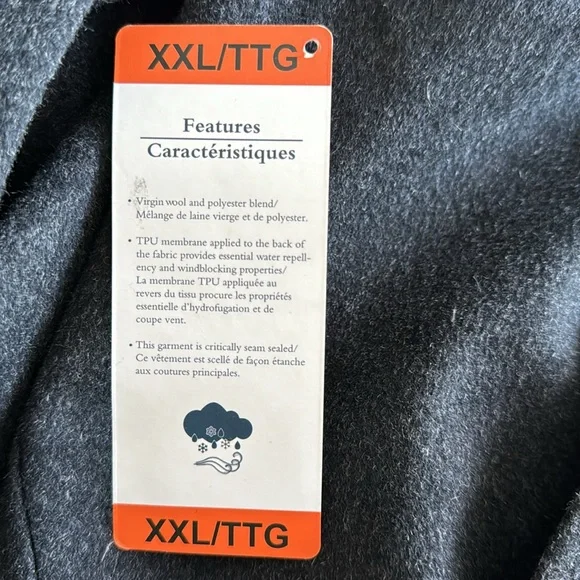 XXL/TTG
Features
Caractéristiques
• Virgin wool and polyester blend/
Mélange de laine vierge et de polyester.
• TPU membrane applied to the back of
the fabric provides essential water repell-
ency and windblocking properties/
La membrane TPU appliquée au
revers du tissu procure les propriétés
essentielle d'hydrofugation et de
coupe vent.
• This garment is critically seam sealed/
Ce vêtement est scellé de façon étanche
aux coutures principales.
XXL/TTG